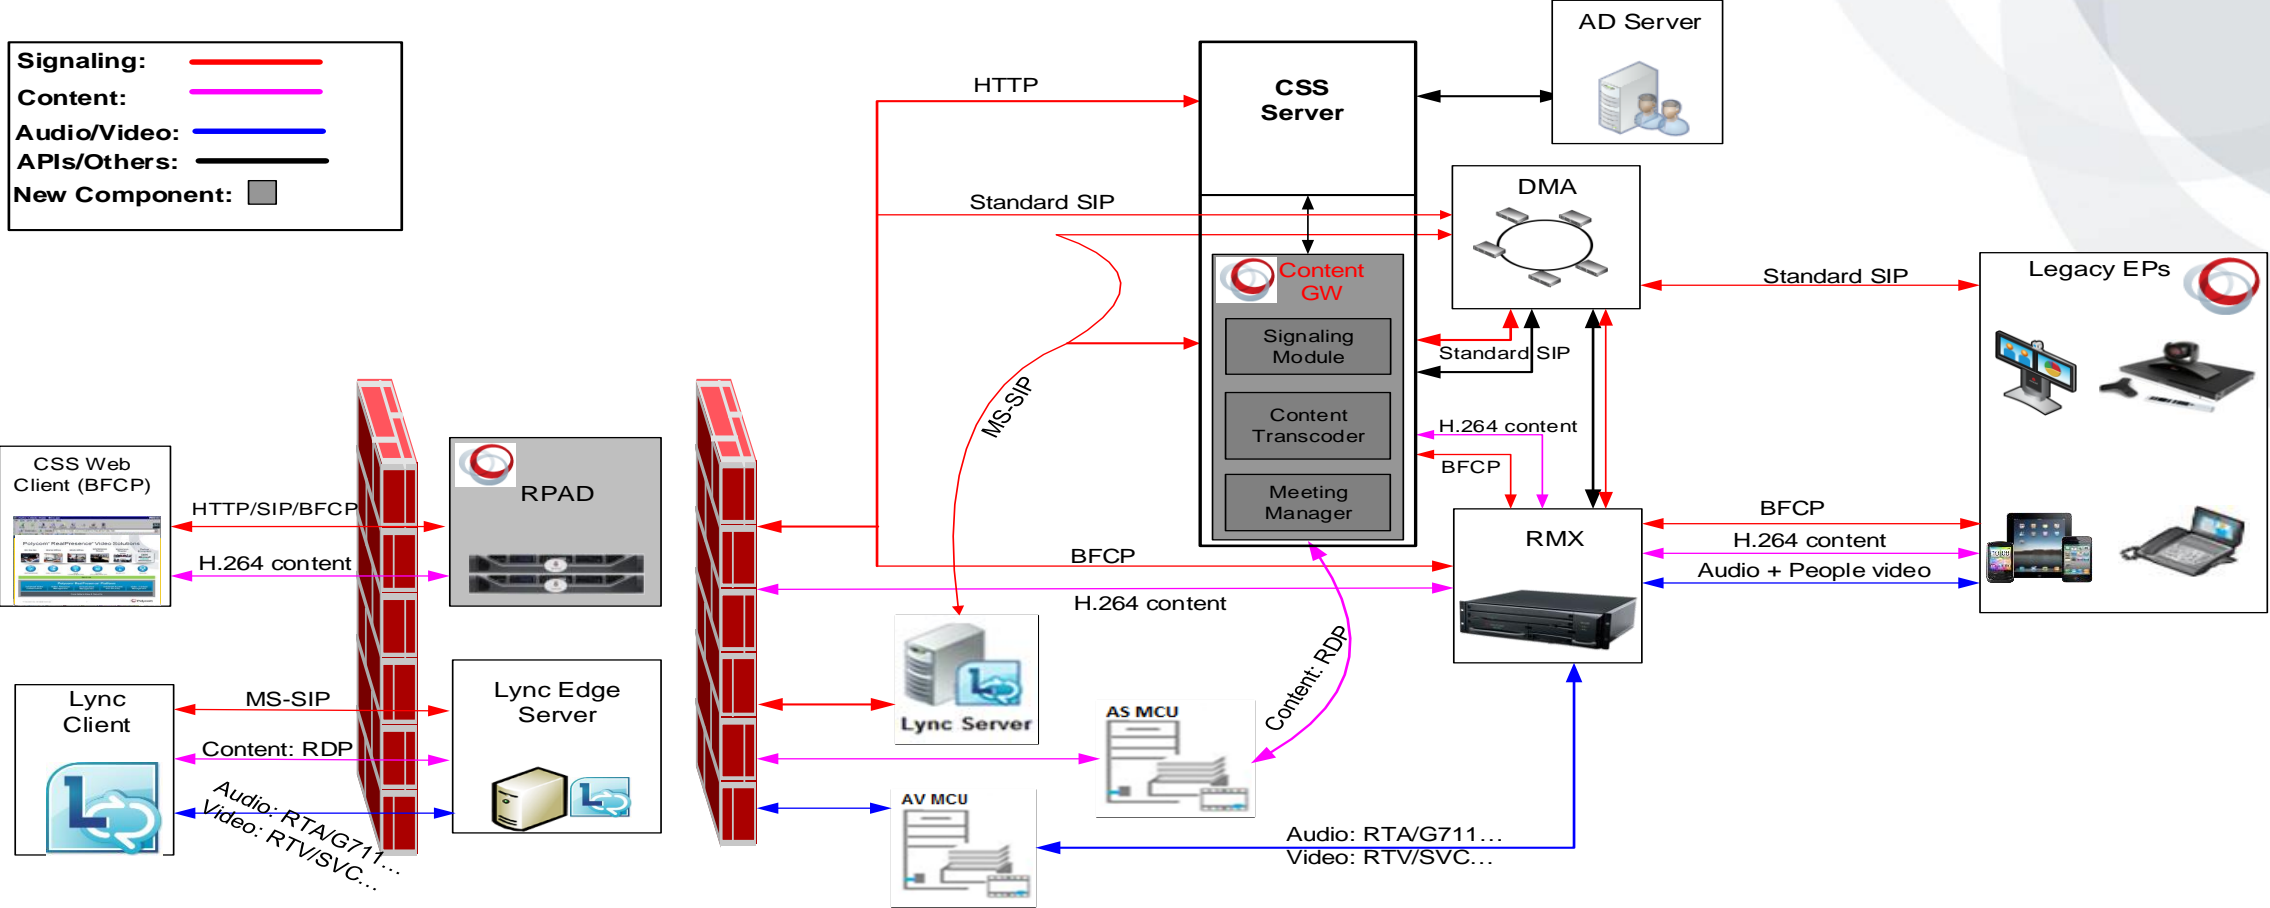 Signaling:
Content:
Audio/Video:
APIs/Others:
New Component:
HTTP
CSS
Server
AD Server
Standard SIP
DMA
Content
GW
Signaling
Module
Content
Transcoder
Meeting
Manager
Standard SIP
H.264 content
BFCP
Standard SIP
Legacy EPs
MS-SIP
CSS Web
Client (BFCP)
Polycom RealPresence Video Solutions
HTTP/SIP/BFCP
H.264 content
RPAD
BFCP
H.264 content
RMX
BFCP
H.264 content
Audio + People video
Lync
Client
MS-SIP
Content: RDP
Audio: RTA/G711...
Video: RTV/SVC...
Lync Edge
Server
Lync Server
AS MCU
Content: RDP
AV MCU
Audio: RTA/G711...
Video: RTV/SVC...